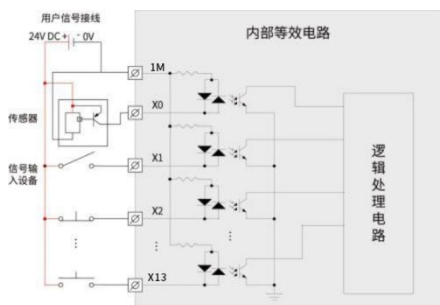 用户信号接线
24V DC + - 0V
内部等效电路
1M
X0
传感器
X1
信号输
入设备
X2
X13
逻辑处理电路